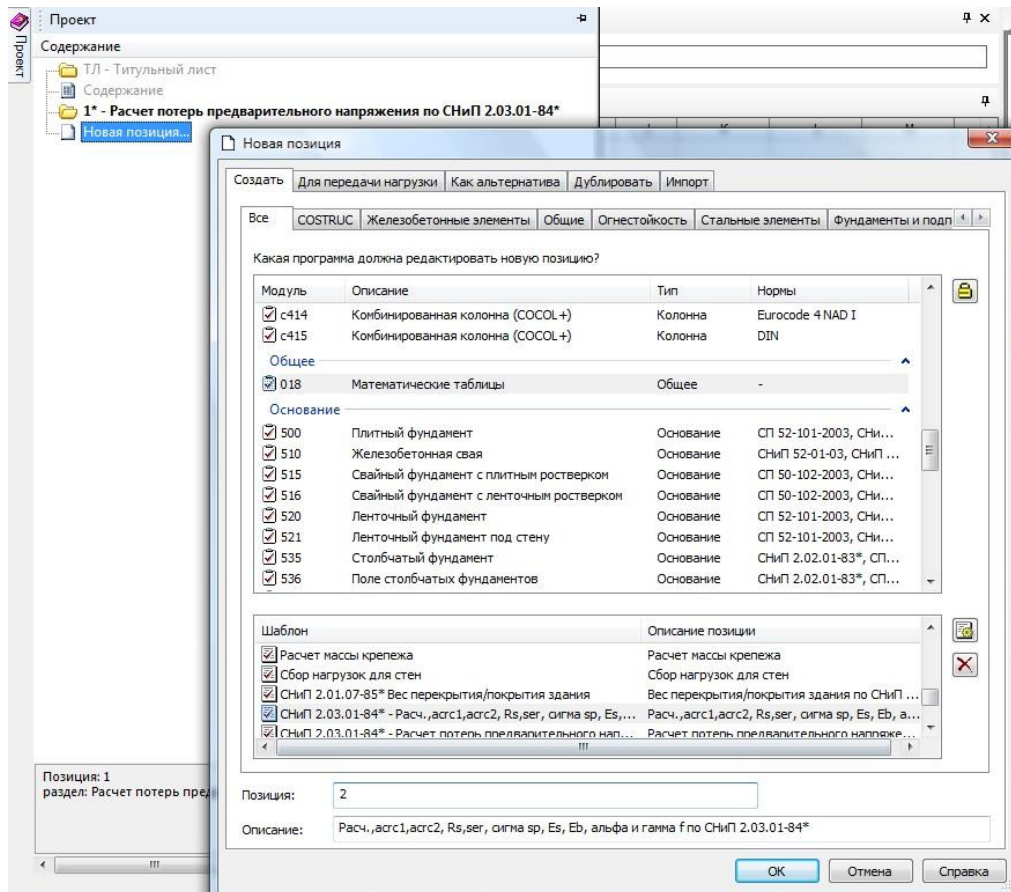 Проект
Проект
Содержание
ТЛ - Титульный лист
Содержание
1* - Расчет потерь предварительного напряжения по СНиП 2.03.01-84*
Новая позиция...
Новая позиция
Создать Для передачи нагрузки Как альтернатива Дублировать Импорт
Все COSTRUC Железобетонные элементы Общие Огнестойкость Стальные элементы Фундаменты и подп
Какая программа должна редактировать новую позицию?
Модуль Описание Тип Нормы
c414 Комбинированная колонна (COCOL+) Колонна Eurocode 4 NAD I
c415 Комбинированная колонна (COCOL+) Колонна DIN
Общее
018 Математические таблицы Общее -
Основание
500 Плитный фундамент Основание СП 52-101-2003, СНи...
510 Железобетонная свая Основание СНиП 52-01-03, СНиП ...
515 Свайный фундамент с плитным ростверком Основание СП 50-102-2003, СНи...
516 Свайный фундамент с ленточным ростверком Основание СП 50-102-2003, СНи...
520 Ленточный фундамент Основание СП 52-101-2003, СНи...
521 Ленточный фундамент под стену Основание СП 52-101-2003, СНи...
535 Столбчатый фундамент Основание СНиП 2.02.01-83*, СП...
536 Поле столбчатых фундаментов Основание СНиП 2.02.01-83*, СП...
Шаблон Описание позиции
Расчет массы крепежа Расчет массы крепежа
Сбор нагрузок для стен Сбор нагрузок для стен
СНиП 2.01.07-85* Вес перекрытия/покрытия здания Вес перекрытия/покрытия здания по СНиП ...
СНиП 2.03.01-84* - Расч.,acrc1,acrc2, Rs,ser, сигма sp, Es,... Расч.,acrc1,acrc2, Rs,ser, сигма sp, Es, Eb, а...
СНиП 2.03.01-84* - Расчет потерь предварительного нап... Расчет потерь предварительного напряже...
Позиция: 1
раздел: Расчет потерь пред
Позиция: 2
Описание: Расч.,acrc1,acrc2, Rs,ser, сигма sp, Es, Eb, альфа и гамма f по СНиП 2.03.01-84*
ОК Отмена Справка